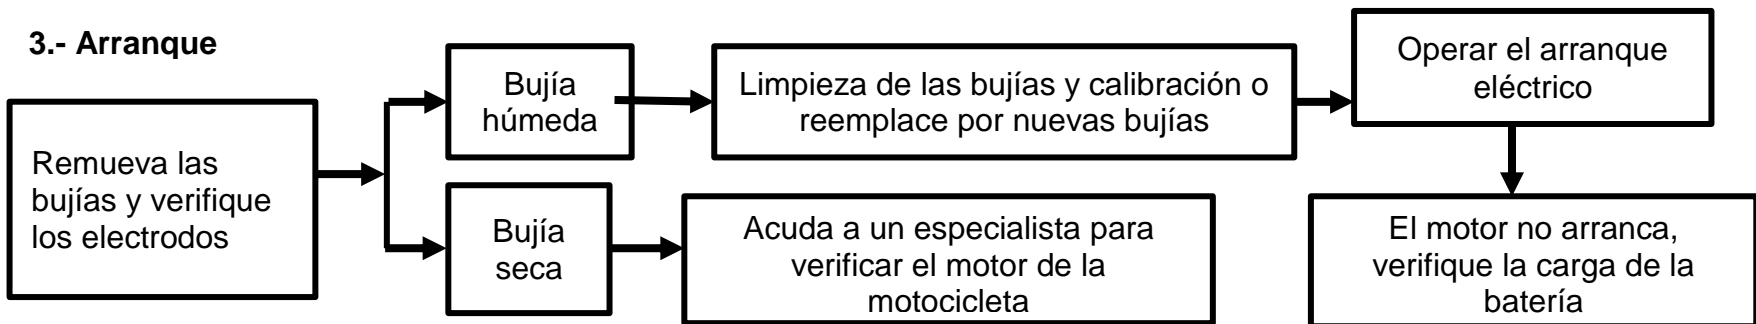 3.- Arranque
Remueva las
bujías y verifique
los electrodos
Bujía
húmeda
Limpieza de las bujías y calibración o
reemplace por nuevas bujías
Operar el arranque
eléctrico
Bujía
seca
Acuda a un especialista para
verificar el motor de la
motocicleta
El motor no arranca,
verifique la carga de la
batería